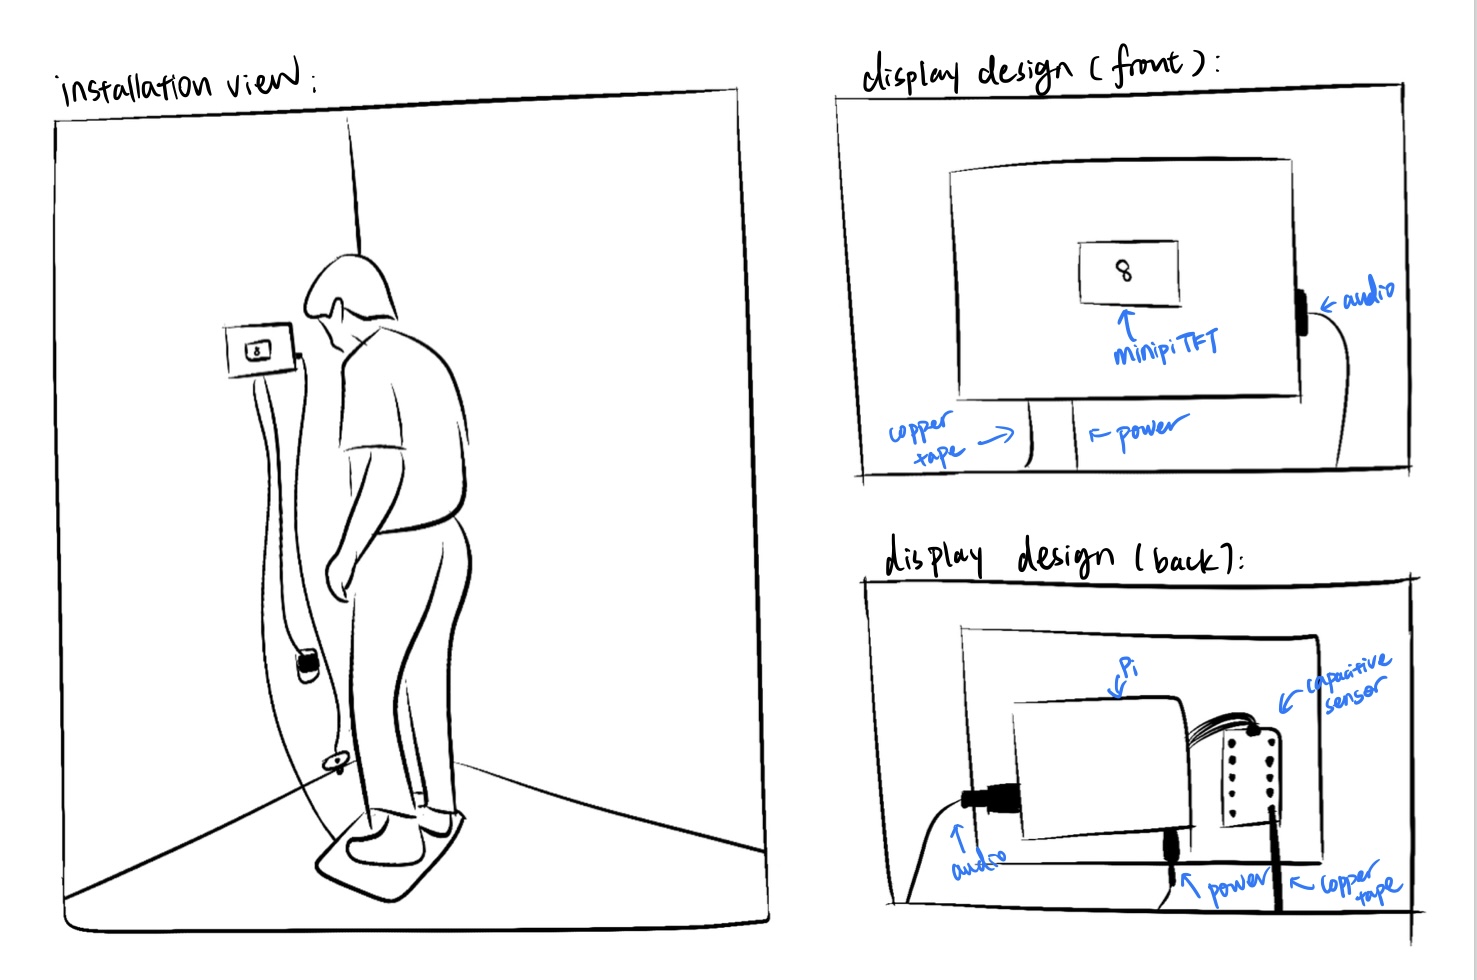 installation view:
8
display design (front):
8
audio
minipiTFT
copper
tape
power
display design (back):
Pi
capacitive
sensor
audio
power
copper
tape